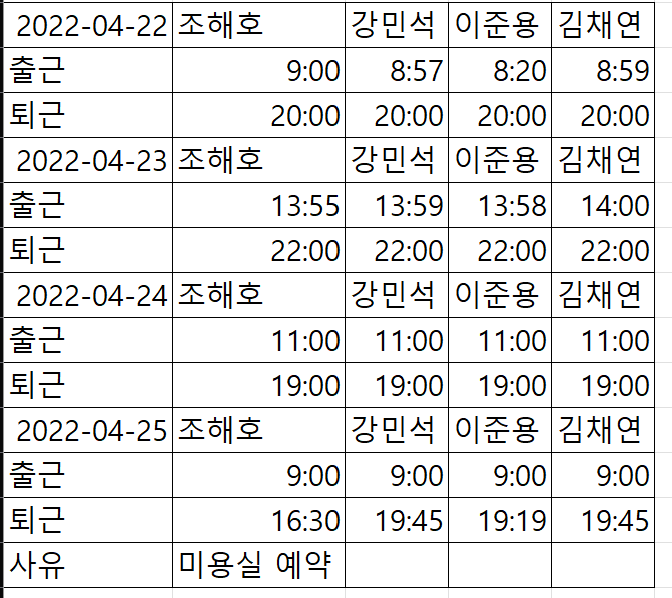 2022-04-22 조해호 강민석 이준용 김채연
출근 9:00 8:57 8:20 8:59
퇴근 20:00 20:00 20:00 20:00
2022-04-23 조해호 강민석 이준용 김채연
출근 13:55 13:59 13:58 14:00
퇴근 22:00 22:00 22:00 22:00
2022-04-24 조해호 강민석 이준용 김채연
출근 11:00 11:00 11:00 11:00
퇴근 19:00 19:00 19:00 19:00
2022-04-25 조해호 강민석 이준용 김채연
출근 9:00 9:00 9:00 9:00
퇴근 16:30 19:45 19:19 19:45
사유 미용실 예약